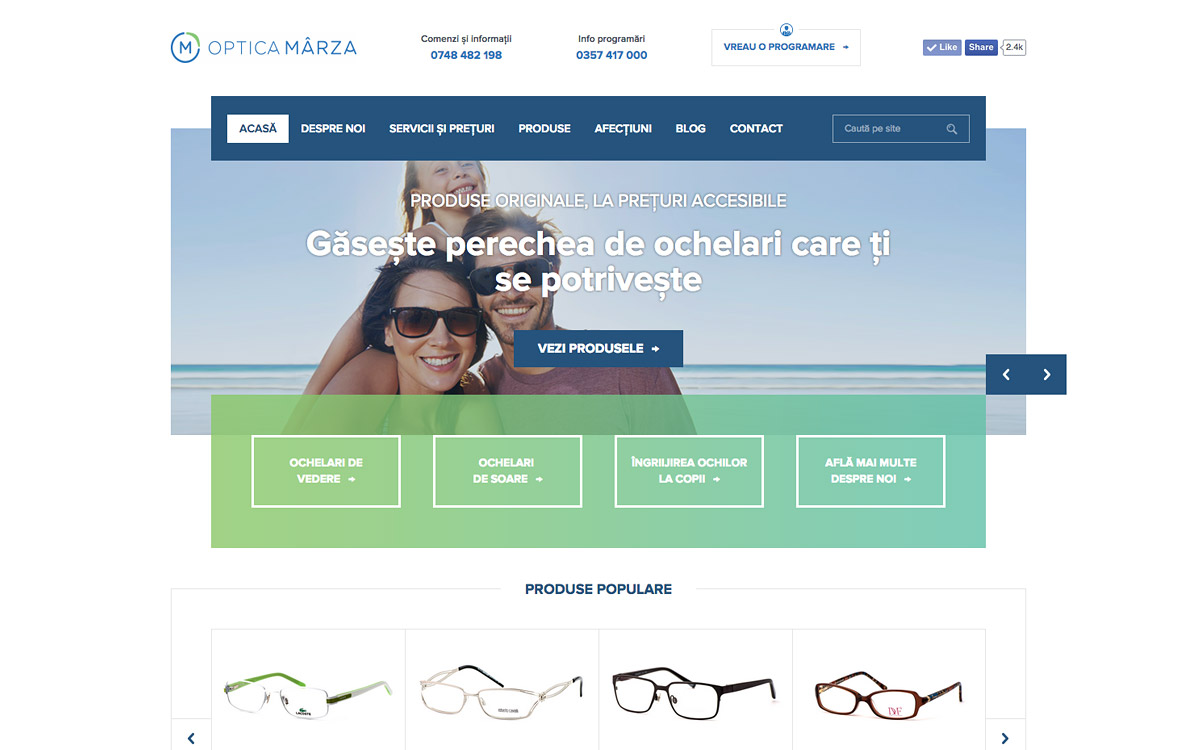 M OPTICA MÂRZA
Comenzi și informații
0748 482 198
Info programări
0357 417 000
VREAU O PROGRAMARE
Like
Share
2.4k
ACASĂ
DESPRE NOI
SERVICII ȘI PREȚURI
PRODUSE
AFECȚIUNI
BLOG
CONTACT
Caută pe site
PRODUSE ORIGINALE, LA PREȚURI ACCESIBILE
Găsește perechea de ochelari care ți
se potrivește
VEZI PRODUSELE
OCHELARI DE
VEDERE
OCHELARI
DE SOARE
ÎNGRIJIREA OCHILOR
LA COPII
AFLĂ MAI MULTE
DESPRE NOI
PRODUSE POPULARE
LACOSTE
DVF